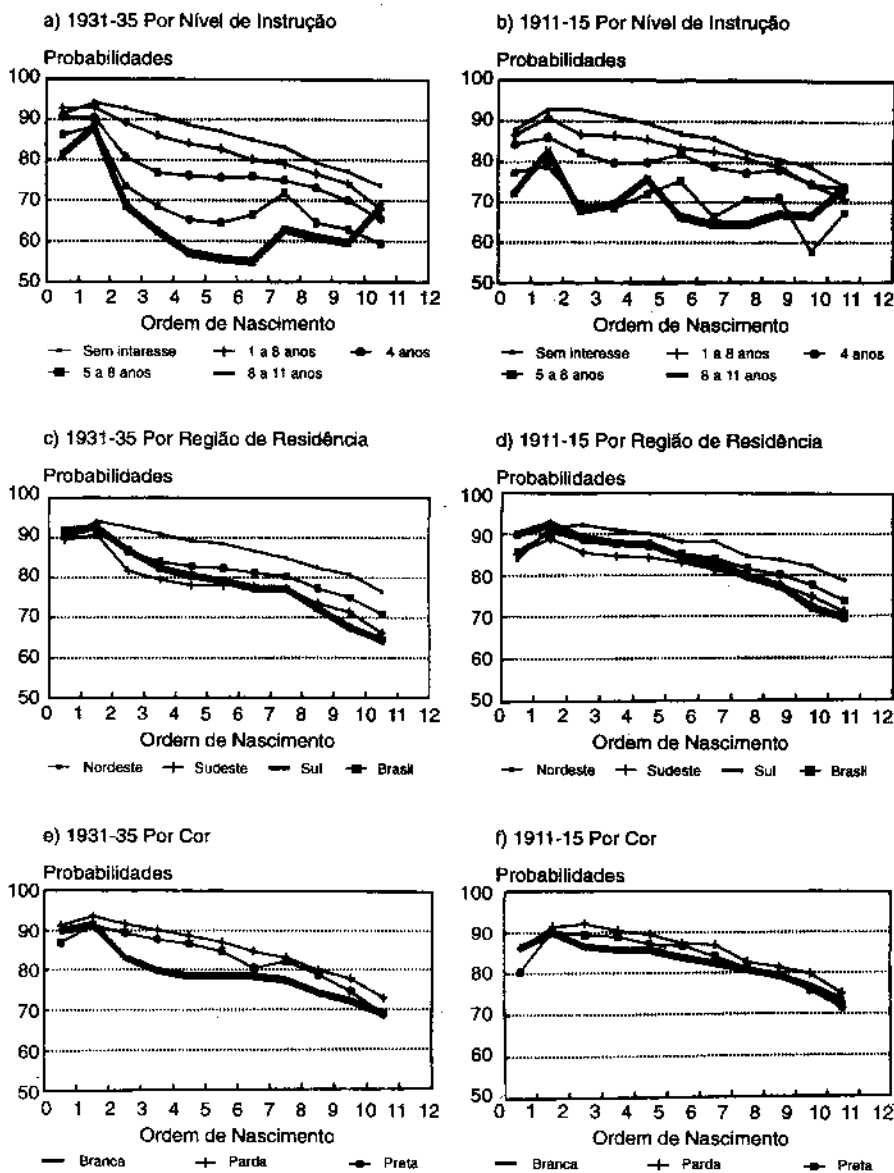 a) 1931-35 Por Nível de Instrução
Probabilidades
100
90
80
70
60
50
0 1 2 3 4 5 6 7 8 9 10 11 12
Ordem de Nascimento
Sem interesse 1 a 8 anos 4 anos
5 a 8 anos 8 a 11 anos
b) 1911-15 Por Nível de Instrução
Probabilidades
100
90
80
70
60
50
0 1 2 3 4 5 6 7 8 9 10 11 12
Ordem de Nascimento
Sem interesse 1 a 8 anos 4 anos
5 a 8 anos 8 a 11 anos
c) 1931-35 Por Região de Residência
Probabilidades
100
90
80
70
60
50
0 1 2 3 4 5 6 7 8 9 10 11 12
Ordem de Nascimento
Nordeste Sudeste Sul Brasil
d) 1911-15 Por Região de Residência
Probabilidades
100
90
80
70
60
50
0 1 2 3 4 5 6 7 8 9 10 11 12
Ordem de Nascimento
Nordeste Sudeste Sul Brasil
e) 1931-35 Por Cor
Probabilidades
100
90
80
70
60
50
0 1 2 3 4 5 6 7 8 9 10 11 12
Ordem de Nascimento
Branca Parda Preta
f) 1911-15 Por Cor
Probabilidades
100
90
80
70
60
50
0 1 2 3 4 5 6 7 8 9 10 11 12
Ordem de Nascimento
Branca Parda Preta